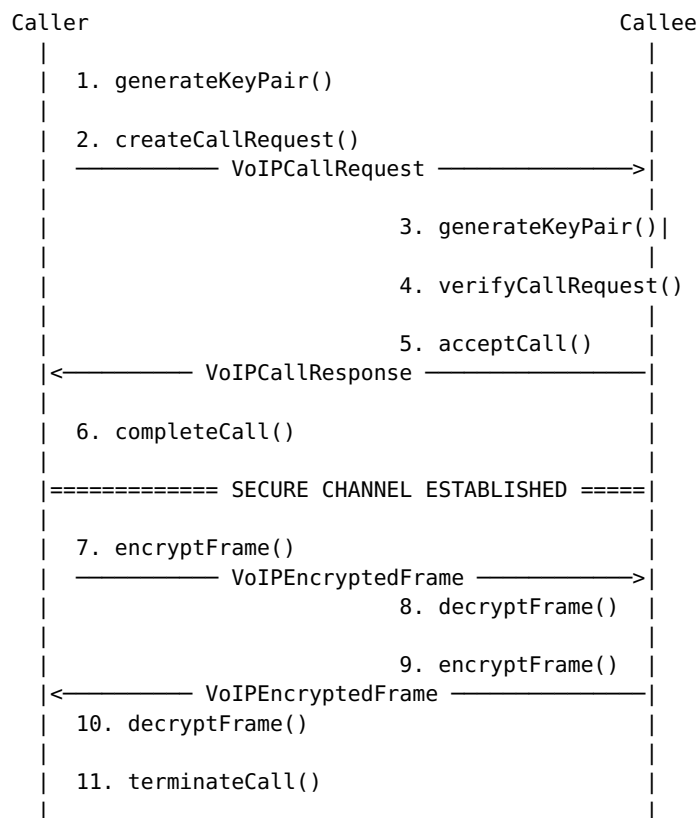 Caller Callee
1. generateKeyPair()
2. createCallRequest()
VoIPCallRequest
3. generateKeyPair()
4. verifyCallRequest()
5. acceptCall()
VoIPCallResponse
6. completeCall()
SECURE CHANNEL ESTABLISHED
7. encryptFrame()
VoIPEncryptedFrame
8. decryptFrame()
9. encryptFrame()
VoIPEncryptedFrame
10. decryptFrame()
11. terminateCall()